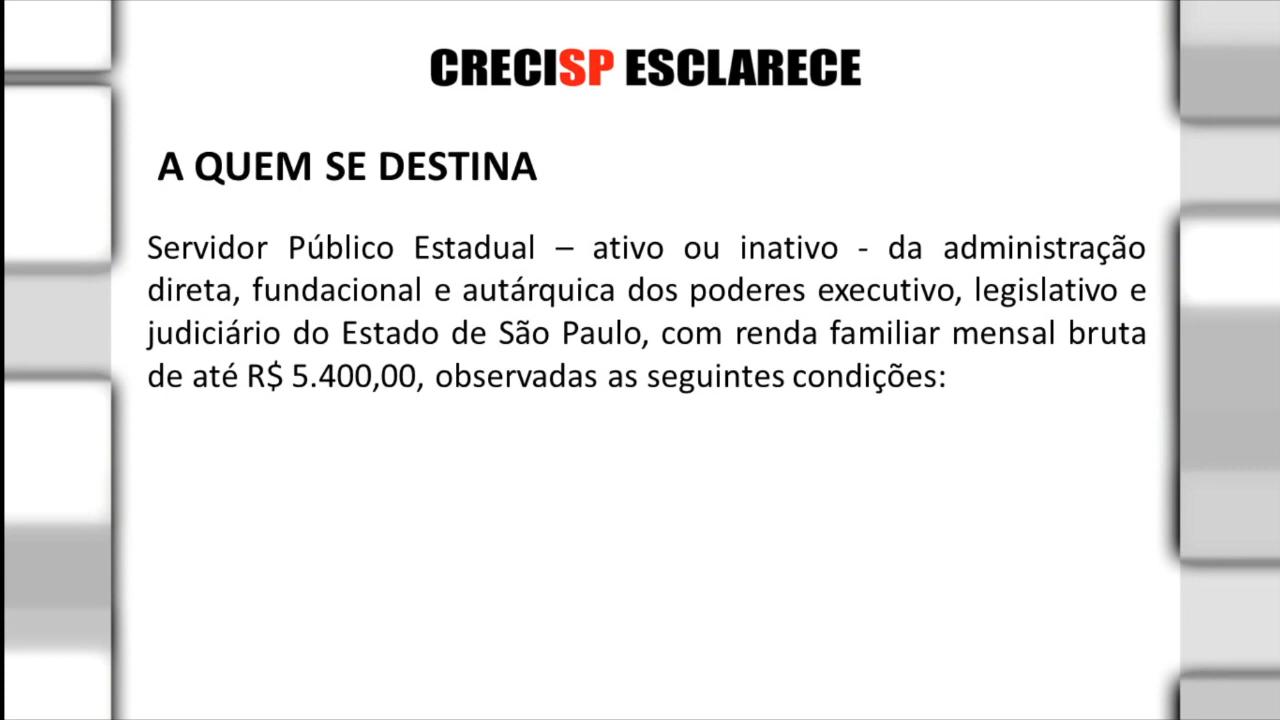 CRECISP ESCLARECE
A QUEM SE DESTINA
Servidor Público Estadual – ativo ou inativo - da administração
direta, fundacional e autárquica dos poderes executivo, legislativo e
judiciário do Estado de São Paulo, com renda familiar mensal bruta
de até R$ 5.400,00, observadas as seguintes condições: